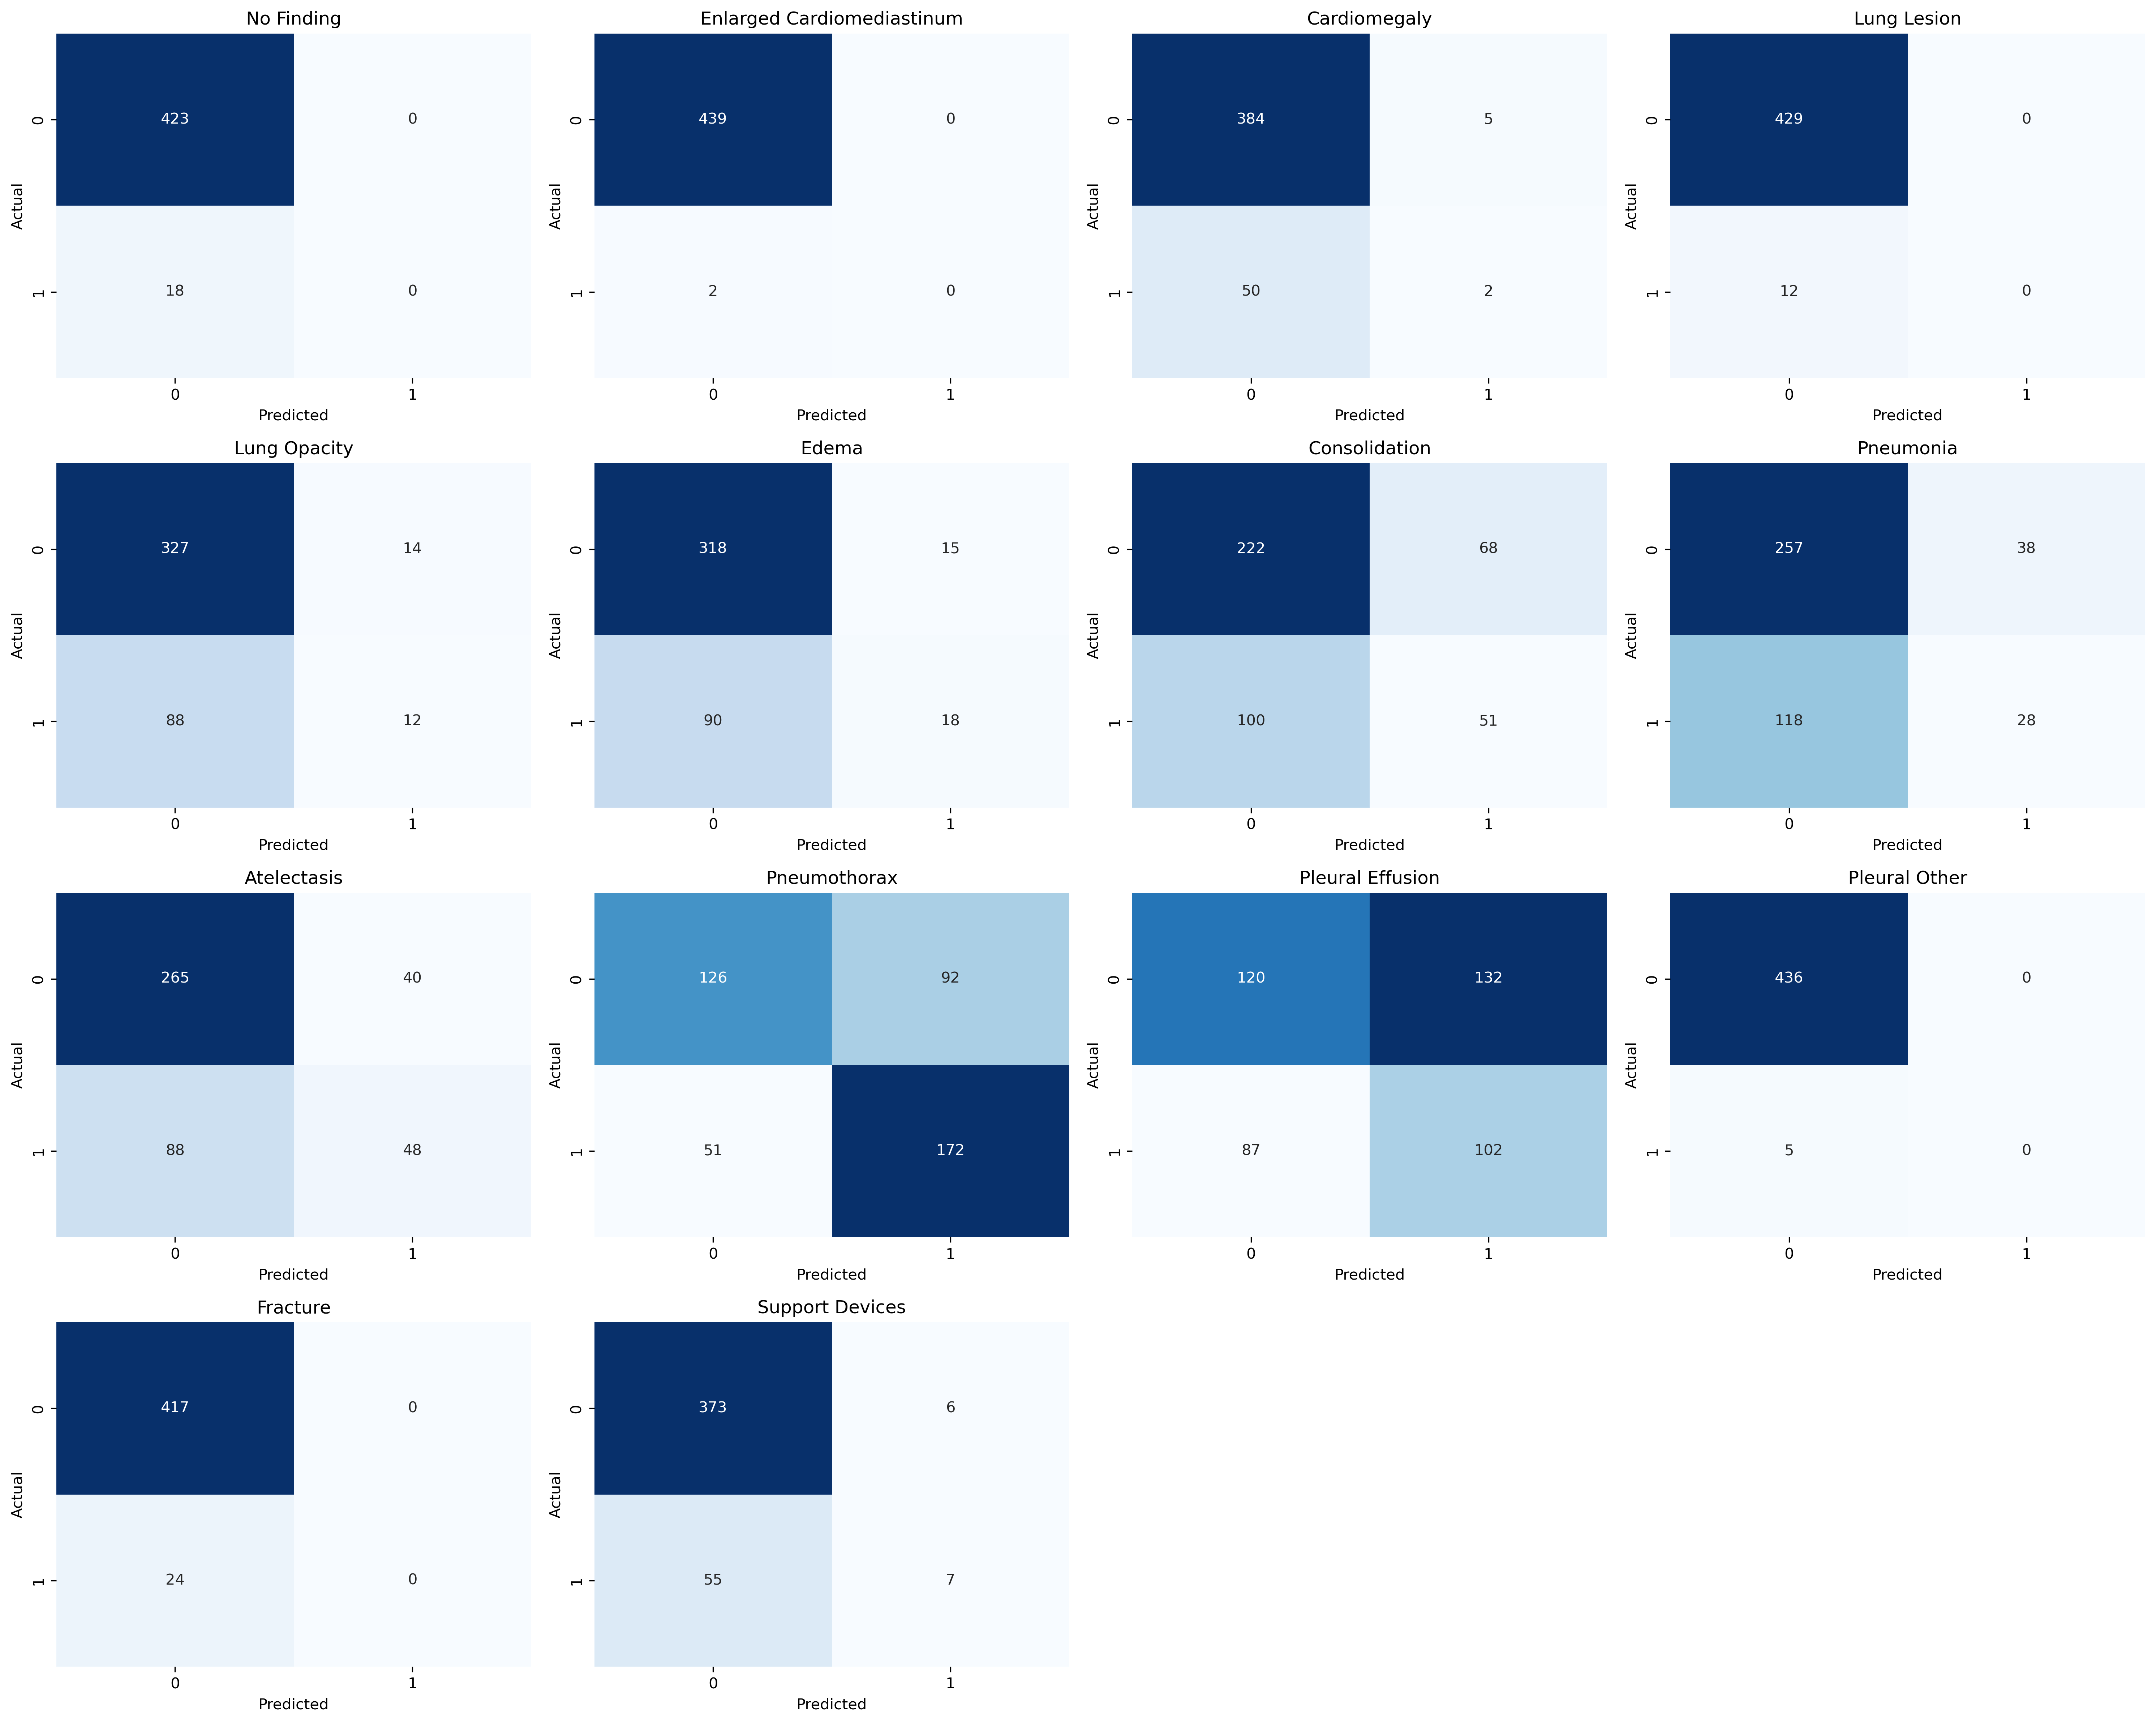 No Finding
Enlarged Cardiomediastinum
Cardiomegaly
Lung Lesion
0 423 0
0 439 0
0 384 5
0 429 0
Actual
Actual
Actual
Actual
1 18 0
1 2 0
1 50 2
1 12 0
0 1
0 1
0 1
0 1
Predicted
Predicted
Predicted
Predicted
Lung Opacity
Edema
Consolidation
Pneumonia
0 327 14
0 318 15
0 222 68
0 257 38
Actual
Actual
Actual
Actual
1 88 12
1 90 18
1 100 51
1 118 28
0 1
0 1
0 1
0 1
Predicted
Predicted
Predicted
Predicted
Atelectasis
Pneumothorax
Pleural Effusion
Pleural Other
0 265 40
0 126 92
0 120 132
0 436 0
Actual
Actual
Actual
Actual
1 88 48
1 51 172
1 87 102
1 5 0
0 1
0 1
0 1
0 1
Predicted
Predicted
Predicted
Predicted
Fracture
Support Devices
0 417 0
0 373 6
Actual
Actual
1 24 0
1 55 7
0 1
0 1
Predicted
Predicted